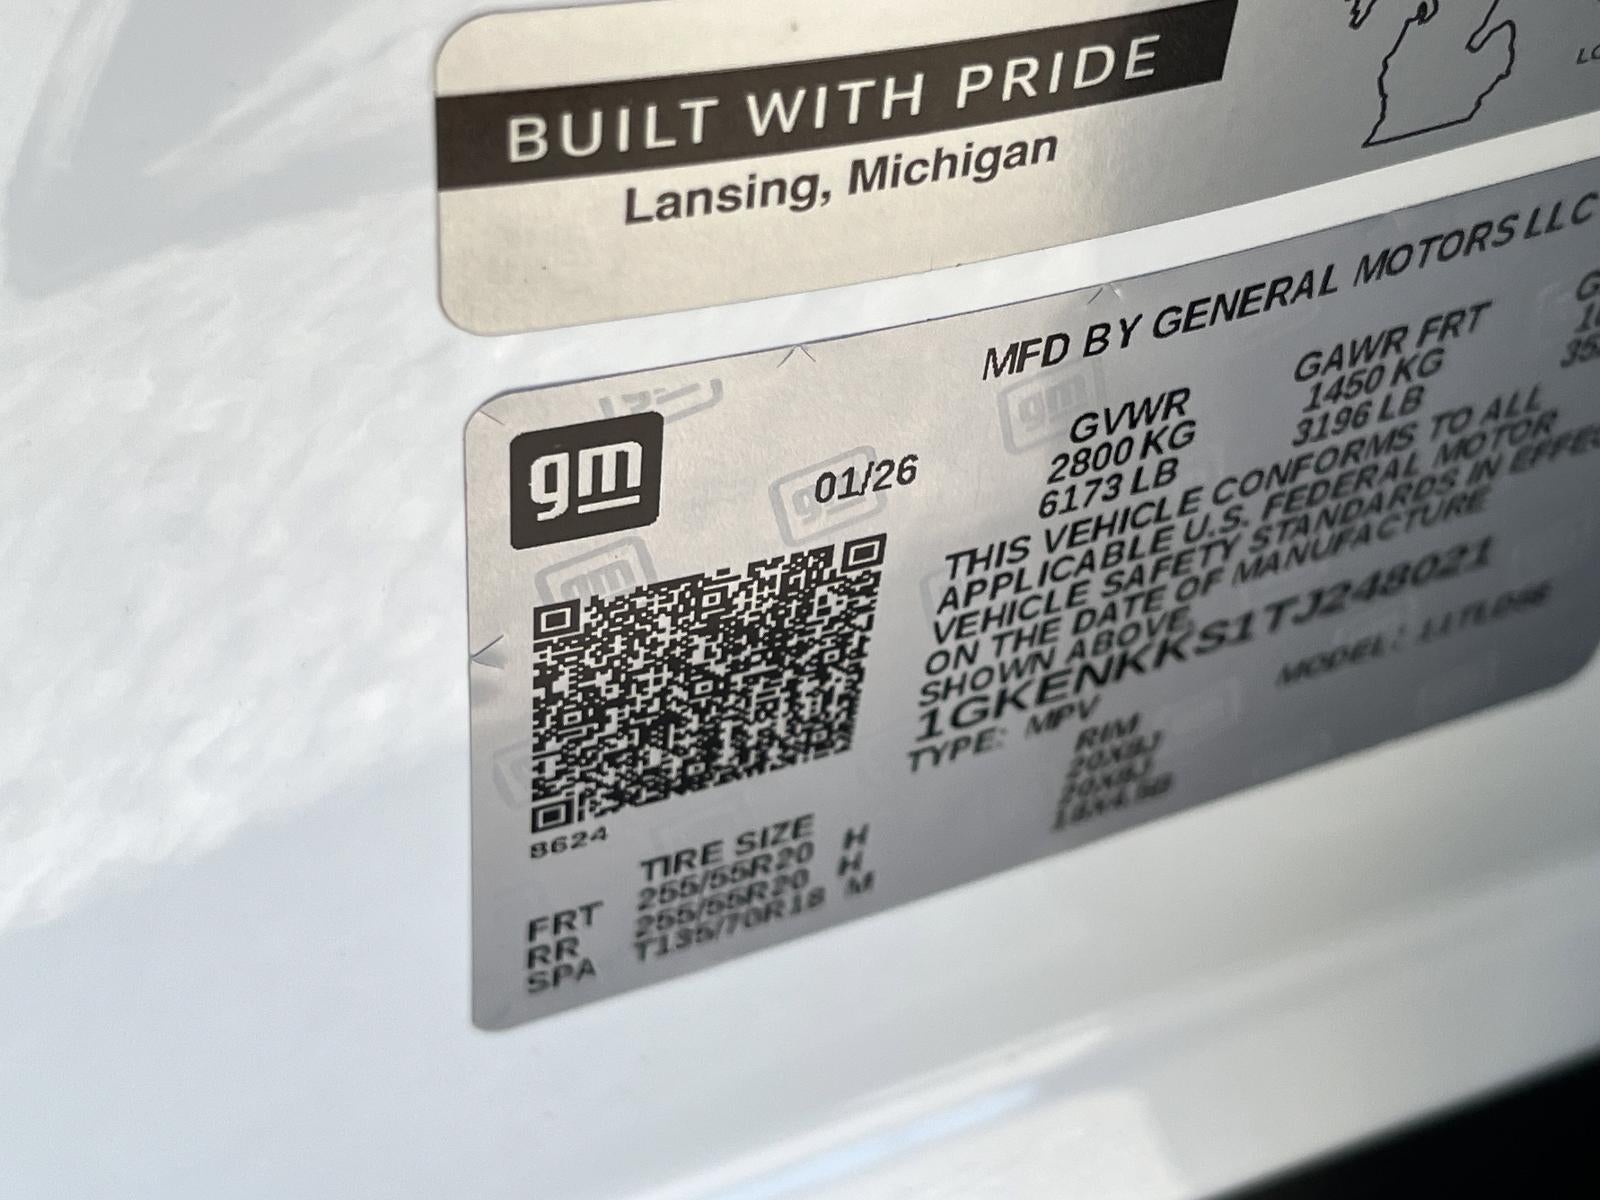 BUILT WITH PRIDE
Lansing, Michigan
MFD BY GENERAL MOTORS LLC
gm
01/26
GVWR
2800 KG
6173 LB
GAWR FRT
1450 KG
3196 LB
THIS VEHICLE CONFORMS TO ALL
APPLICABLE U.S. FEDERAL MOTOR
VEHICLE SAFETY STANDARDS IN EFFEC
ON THE DATE OF MANUFACTURE
SHOWN ABOVE.
1GKENKKS1TJ248021
TYPE: MPV
MODEL:
8624
TIRE SIZE
RIM
FRT 255/55R20 H 20X8J
RR 255/55R20 H 20X8J
SPA T135/70R18 M